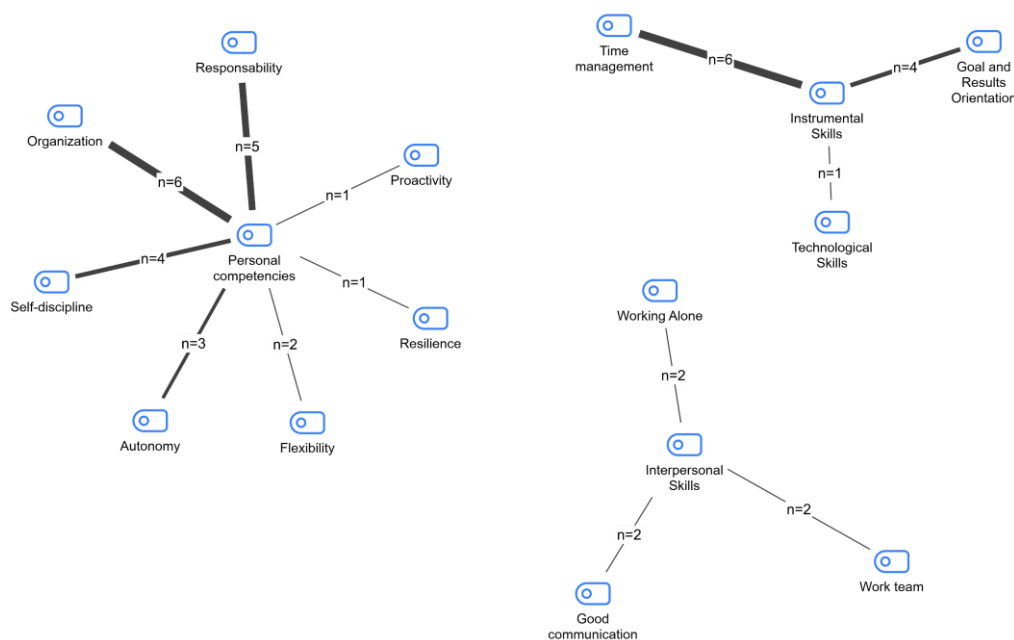 Responsability
Organization
n=5
n=6
Proactivity
n=1
Personal
competencies
n=4
Self-discipline
n=1
Resilience
n=3
n=2
Autonomy
Flexibility
Time
management
n=6
n=4
Goal and
Results
Orientation
Instrumental
Skills
n=1
Technological
Skills
Working Alone
n=2
Interpersonal
Skills
n=2
n=2
Work team
Good
communication